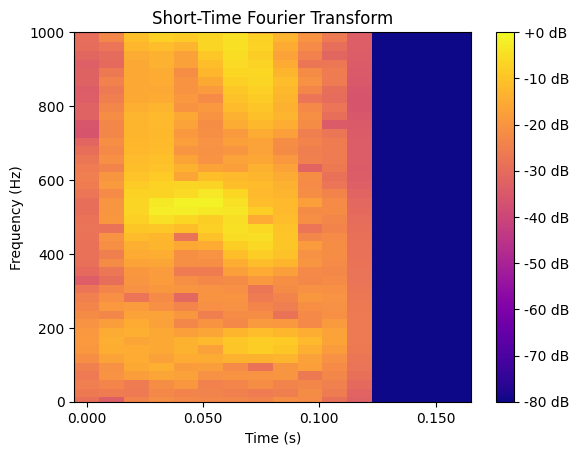 Short-Time Fourier Transform
1000
800
600
400
200
0
Frequency (Hz)
0.000
0.050
0.100
0.150
Time (s)
+0 dB
-10 dB
-20 dB
-30 dB
-40 dB
-50 dB
-60 dB
-70 dB
-80 dB